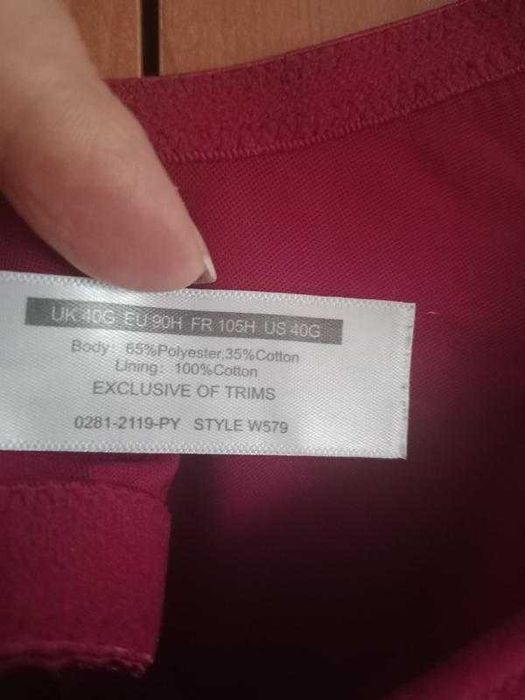 UK 40G EU 90H FR 105H US 40G
Body: 65%Polyester,35%Cotton
Lining: 100%Cotton
EXCLUSIVE OF TRIMS
0281-2119-PY STYLE W579